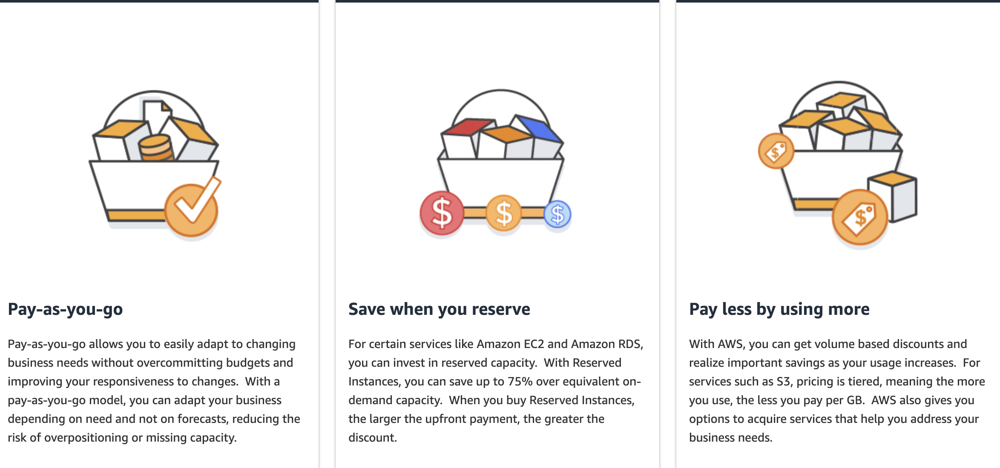 Pay-as-you-go
Pay-as-you-go allows you to easily adapt to changing
business needs without overcommitting budgets and
improving your responsiveness to changes.  With a
pay-as-you-go model, you can adapt your business
depending on need and not on forecasts, reducing the
risk of overpositioning or missing capacity.
$ $ $
Save when you reserve
For certain services like Amazon EC2 and Amazon RDS,
you can invest in reserved capacity.  With Reserved
Instances, you can save up to 75% over equivalent on-
demand capacity.  When you buy Reserved Instances,
the larger the upfront payment, the greater the
discount.
$
$
Pay less by using more
With AWS, you can get volume based discounts and
realize important savings as your usage increases.  For
services such as S3, pricing is tiered, meaning the more
you use, the less you pay per GB.  AWS also gives you
options to acquire services that help you address your
business needs.